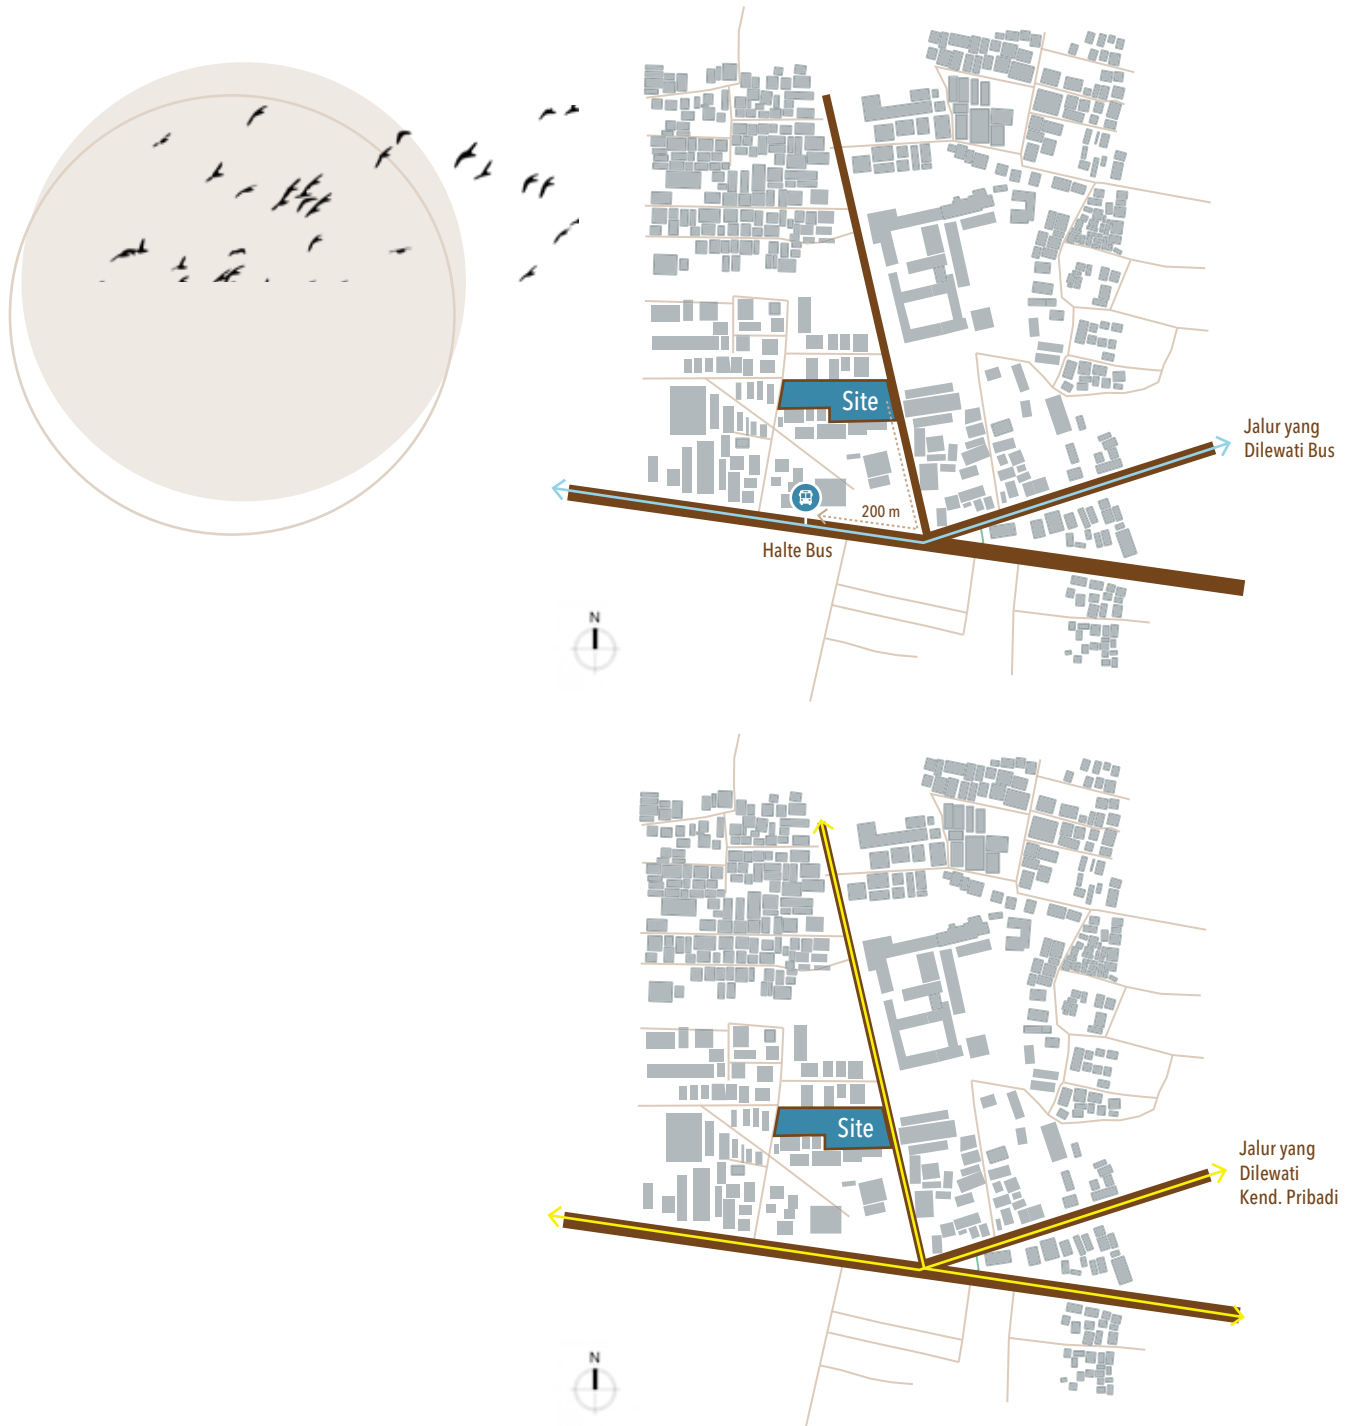 Site
Jalur yang
Dilewati Bus
200 m
Halte Bus
N
Site
Jalur yang
Dilewati
Kend. Pribadi
N